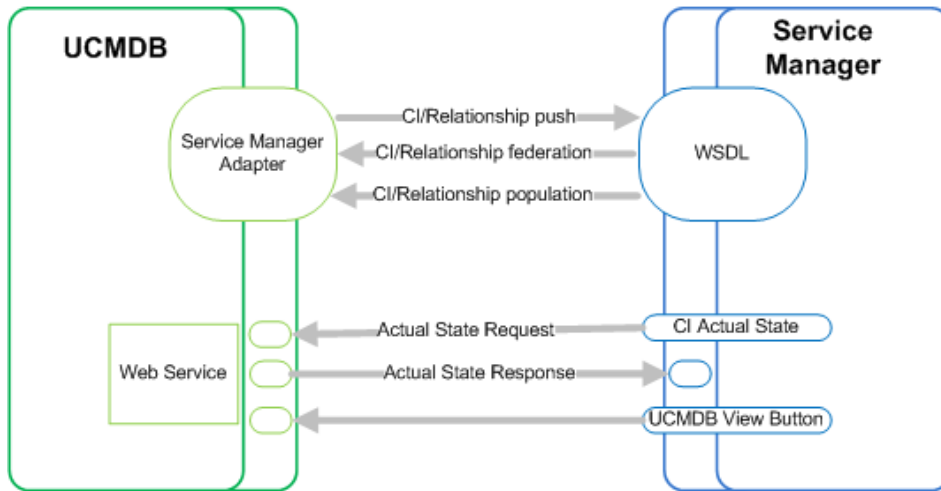 UCMDB
Service
Manager
Service Manager
Adapter
CI/Relationship push
CI/Relationship federation
CI/Relationship population
WSDL
Actual State Request
CI Actual State
Web Service
Actual State Response
UCMDB View Button